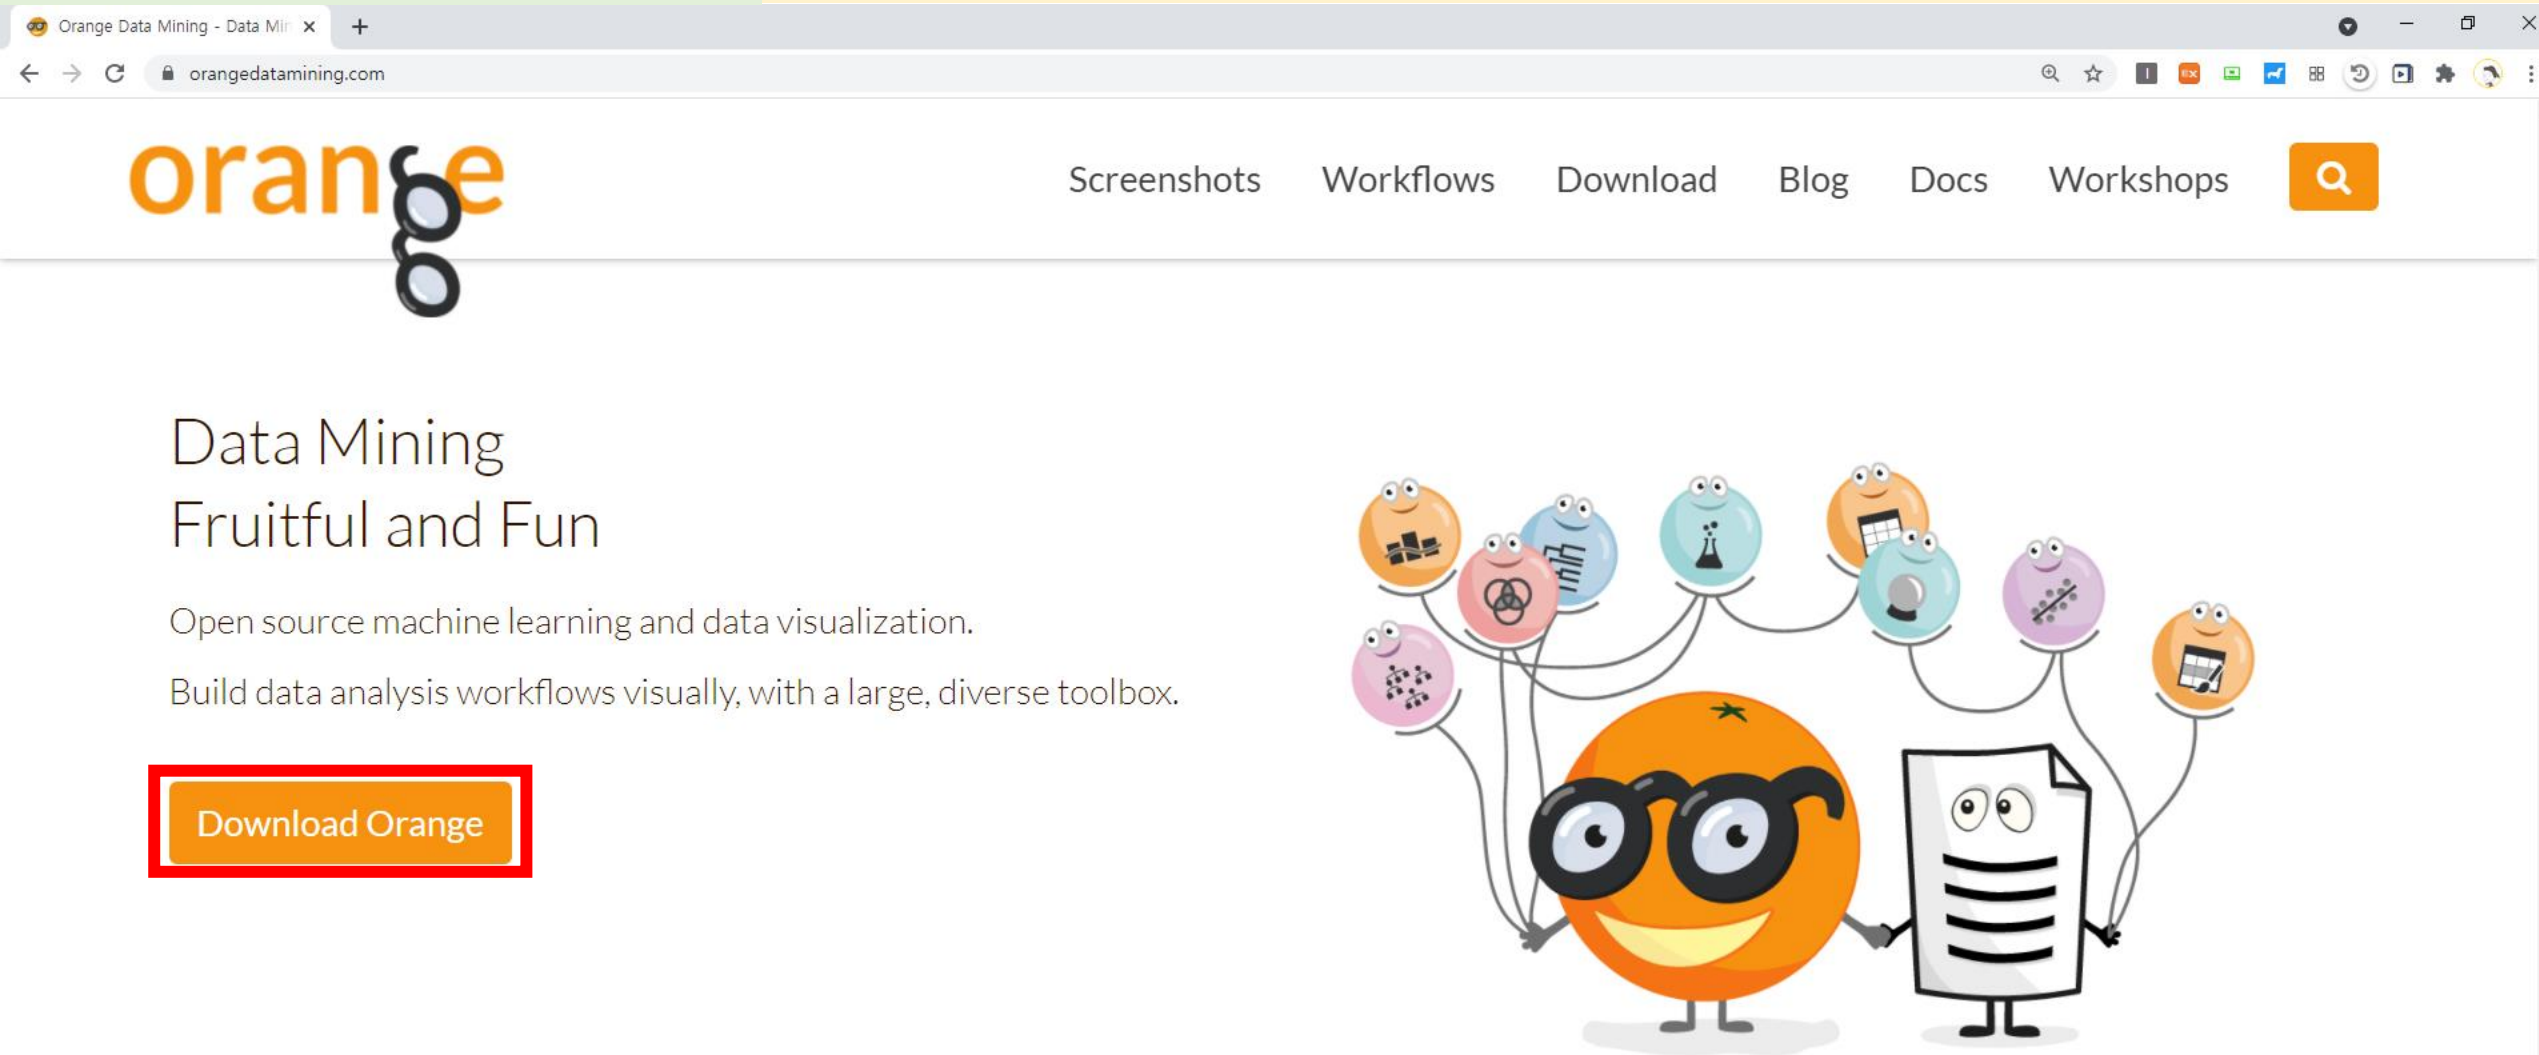 Orange Data Mining - Data Min
orangedatamining.com
orange
Screenshots Workflows Download Blog Docs Workshops
Data Mining
Fruitful and Fun
Open source machine learning and data visualization.
Build data analysis workflows visually, with a large, diverse toolbox.
Download Orange